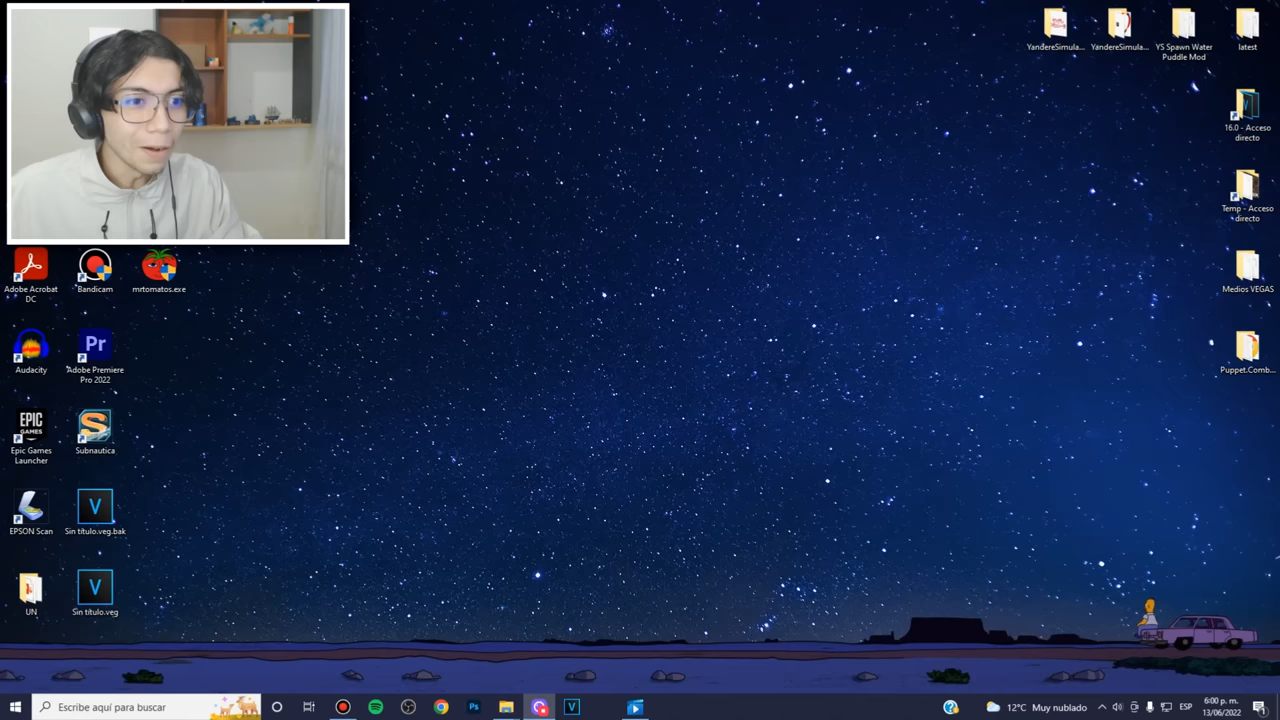 YandereSimula...
YandereSimula...
YS Spawn Water
Puddle Mod
latest
16.0 - Acceso
directo
Temp - Acceso
directo
Medios VEGAS
Puppet.Comb...
Adobe Acrobat
DC
Bandicam
mrtomatos.exe
Audacity
Pr
Adobe Premiere
Pro 2022
EPIC
GAMES
Epic Games
Launcher
S
Subnautica
EPSON Scan
V
Sin título.veg.bak
UN
V
Sin título.veg
Escribe aquí para buscar
Ps
V
12°C Muy nublado
ESP
6:00 p. m.
13/06/2022
1